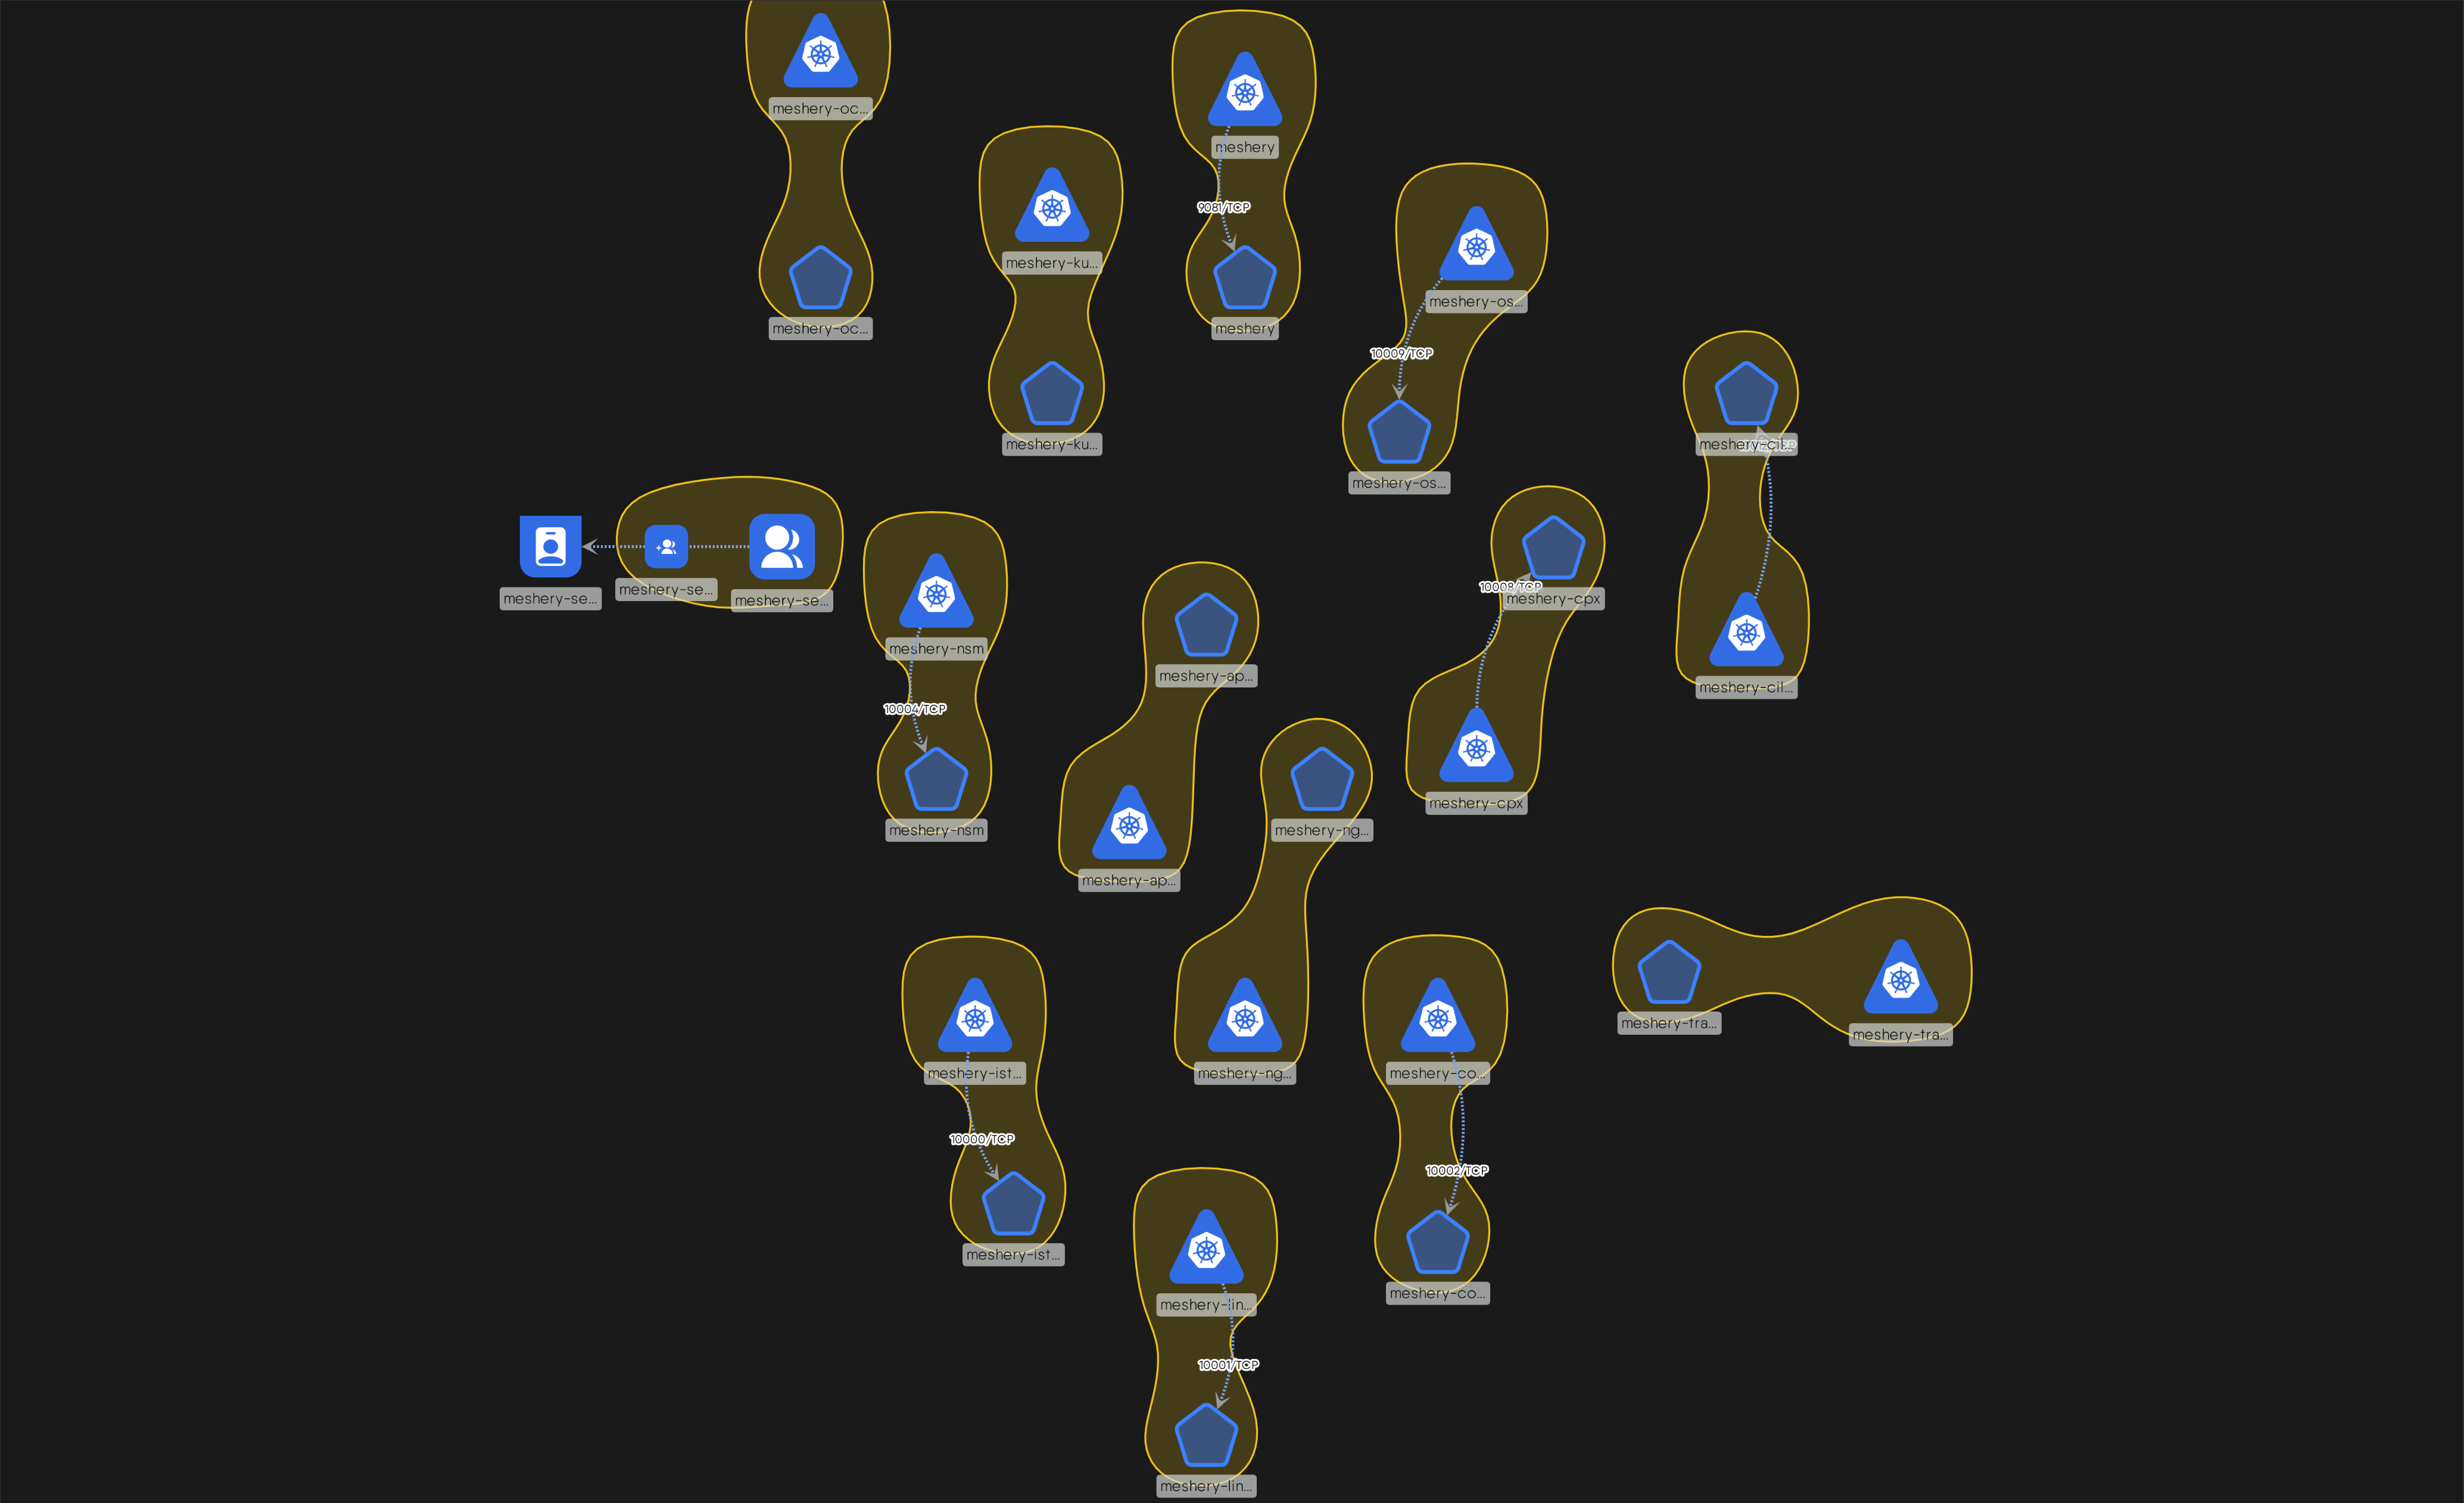 meshery-oc...
meshery-oc...
meshery-ku...
meshery-ku...
meshery
9081/TCP
meshery
meshery-os...
10009/TCP
meshery-os...
meshery-cil...
meshery-cil...
meshery-se...
meshery-se...
meshery-se...
meshery-nsm
10004/TCP
meshery-nsm
meshery-ap...
meshery-ap...
10008/TCP
meshery-cpx
meshery-cpx
meshery-ng...
meshery-ng...
meshery-tra...
meshery-tra...
meshery-ist...
10000/TCP
meshery-ist...
meshery-co...
10002/TCP
meshery-co...
meshery-lin...
10001/TCP
meshery-lin...